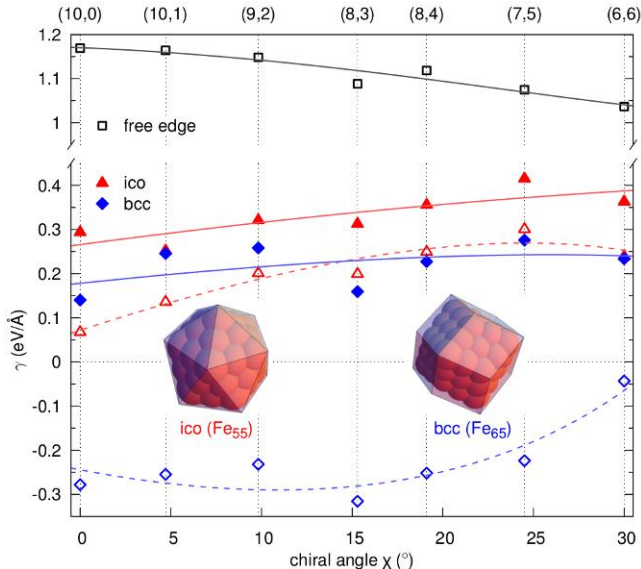 (10,0) (10,1) (9,2) (8,3) (8,4) (7,5) (6,6)
1.2
1.1
1
free edge
0.4
ico
bcc
0.3
0.2
0.1
0
-0.1
-0.2
-0.3
γ (eV/Å)
ico (Fe55)
bcc (Fe65)
0 5 10 15 20 25 30
chiral angle χ (°)